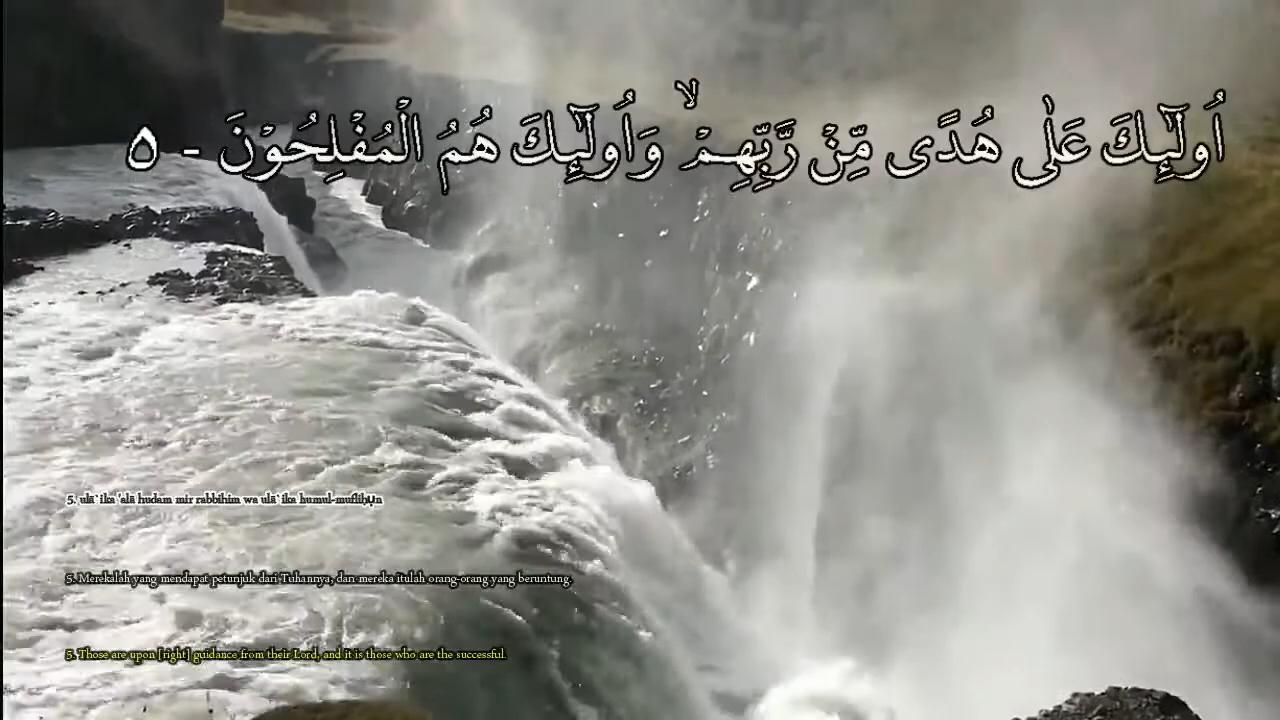 اُولٰۤىِٕكَ عَلٰى هُدًى مِّنْ رَّبِّهِمْ ۙ وَاُولٰۤىِٕكَ هُمُ الْمُفْلِحُوْنَ - ٥
5. ulā`ika 'alā hudam mir rabbihim wa ulā`ika humul-mufliḥụn
5. Merekalah yang mendapat petunjuk dari Tuhannya, dan mereka itulah orang-orang yang beruntung.
5. Those are upon [right] guidance from their Lord, and it is those who are the successful.